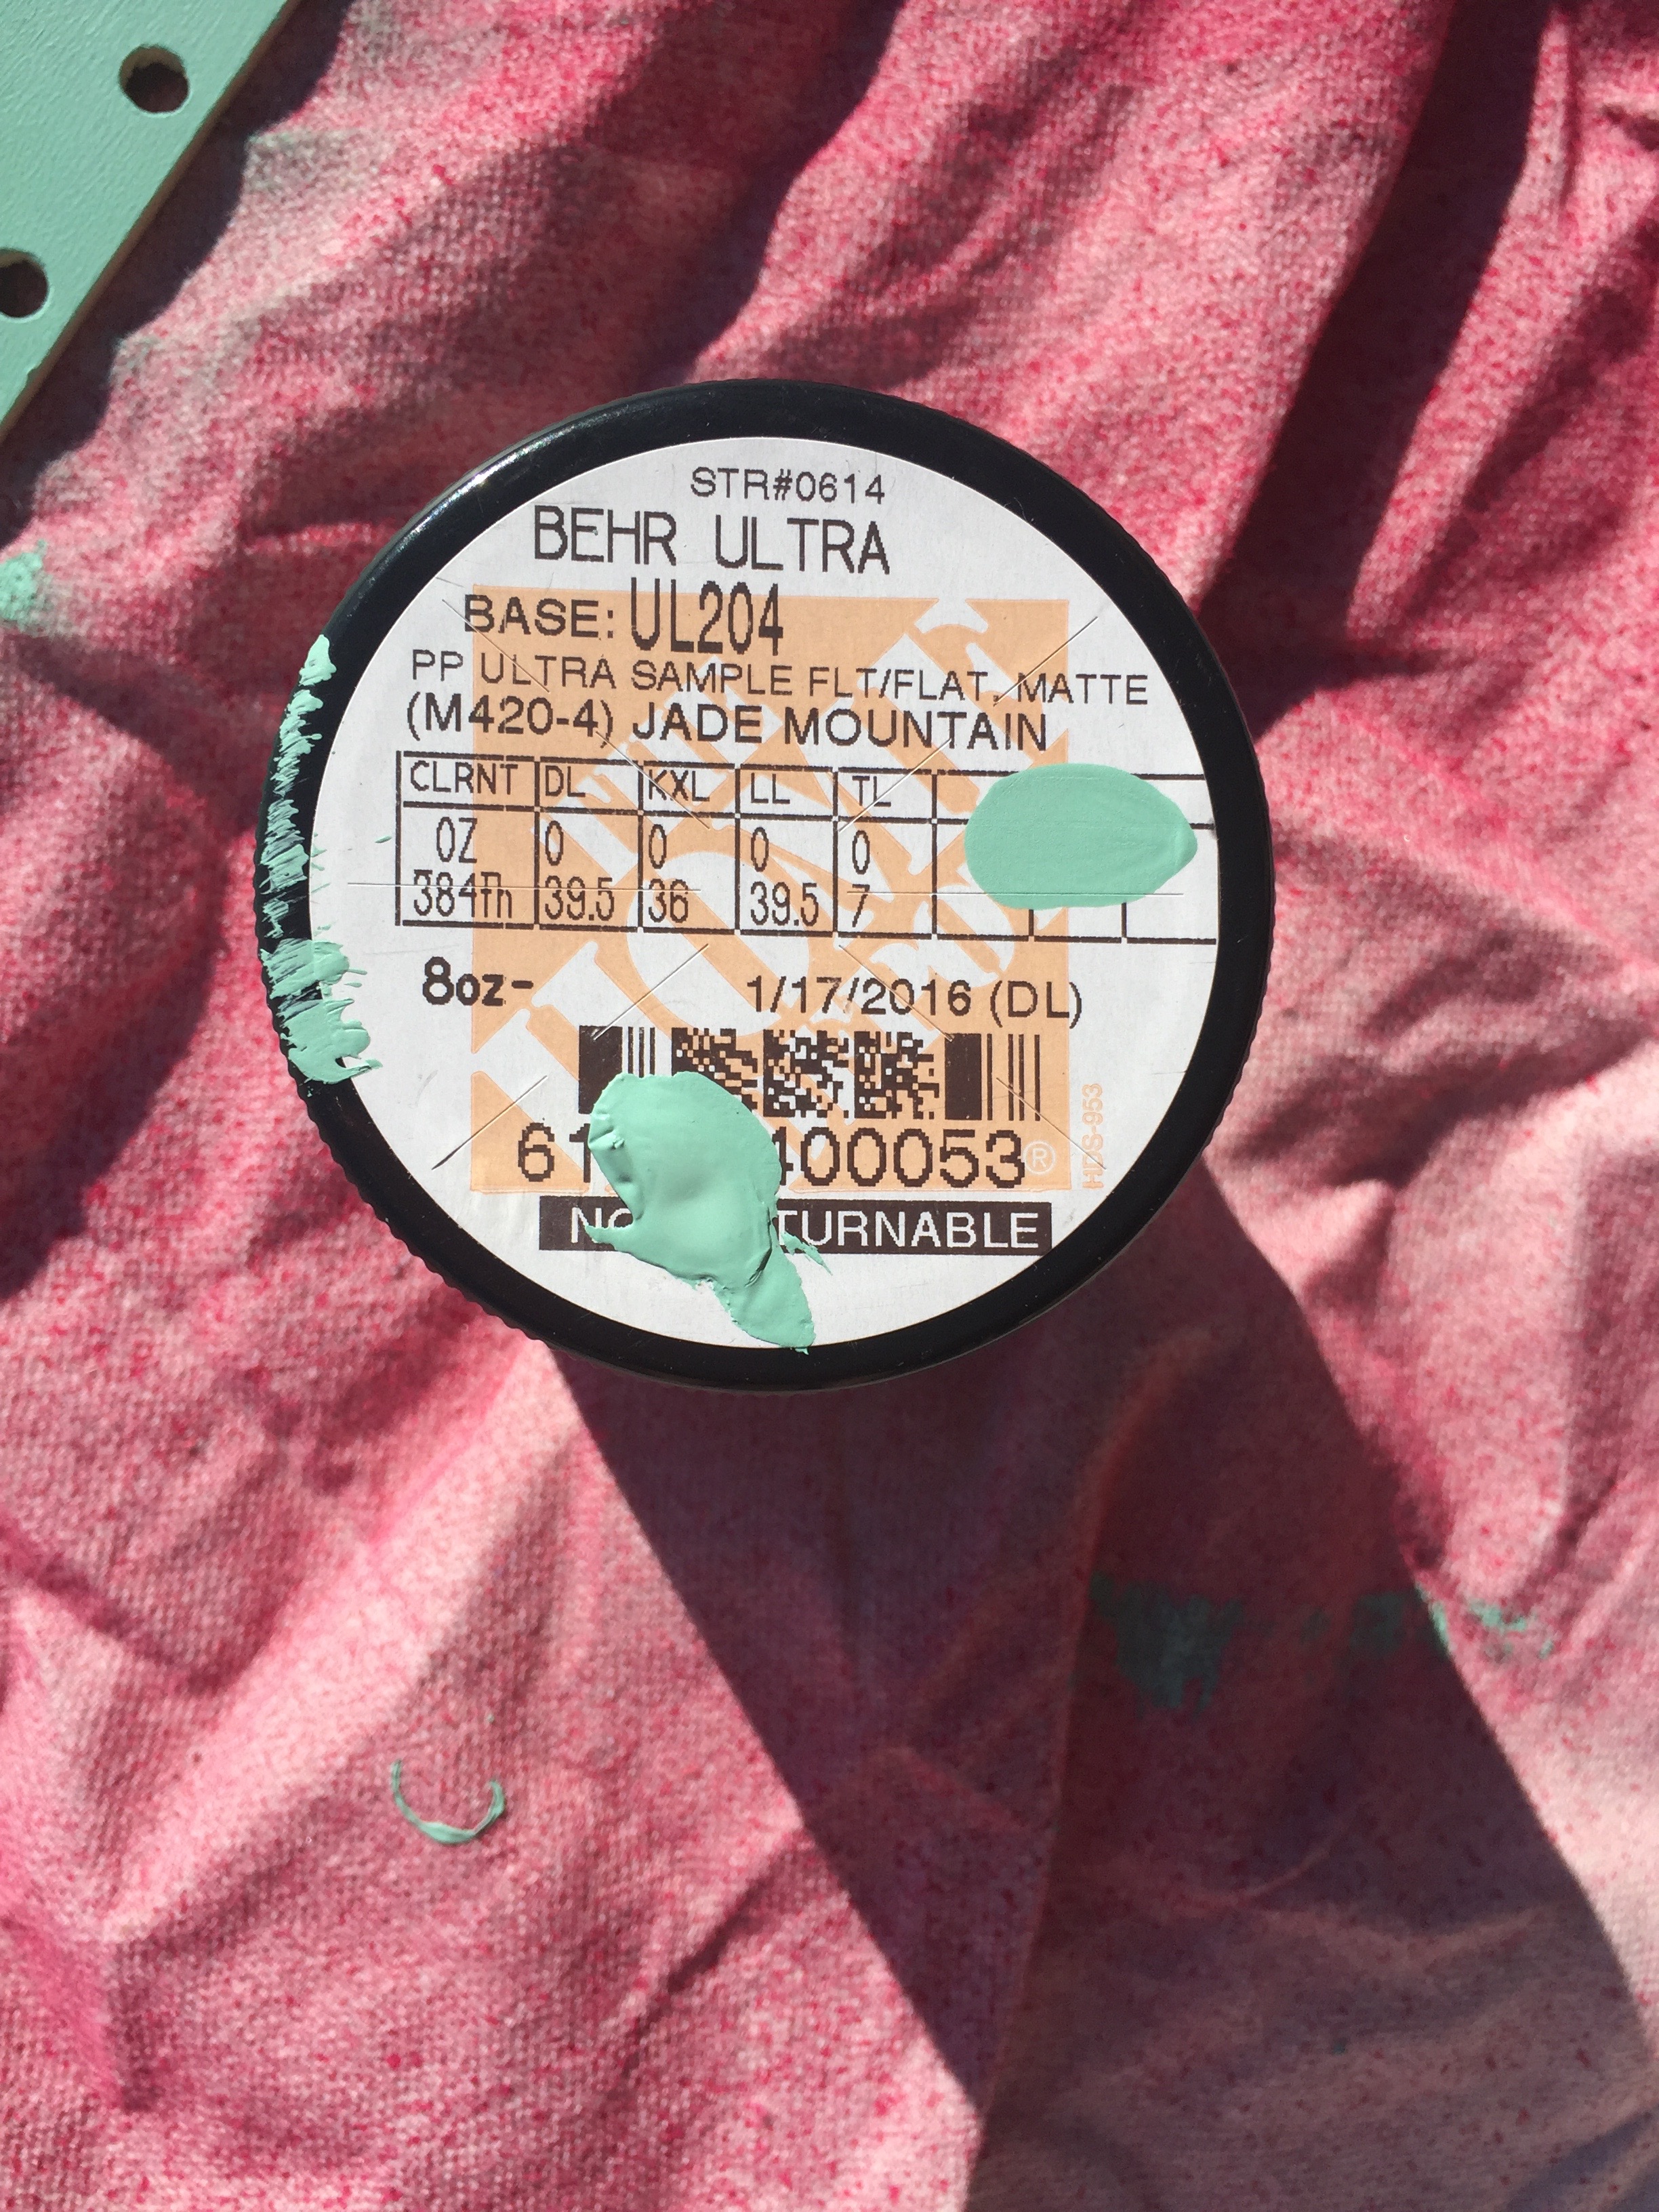 STR#0614
BEHR ULTRA
BASE: UL204
PP ULTRA SAMPLE FLT/FLAT, MATTE
(M420-4) JADE MOUNTAIN
CLRNT DL KXL LL TL
OZ 0 0 0 0
384Th 39.5 36 39.5 7
8oz- 1/17/2016 (DL)
HDS-953